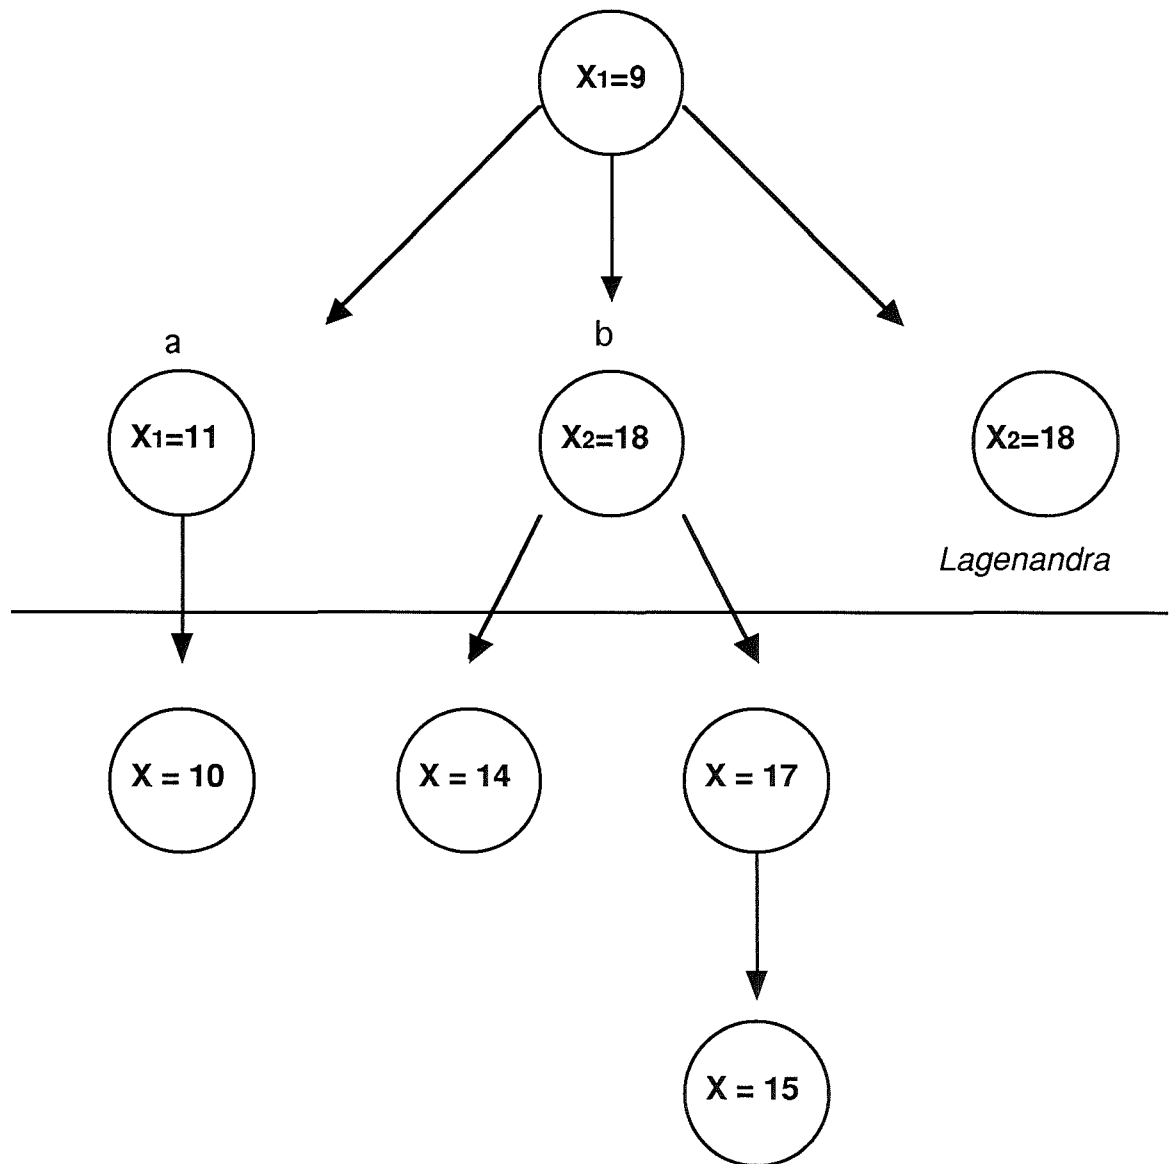 X1=9
a
b
X1=11
X2=18
X2=18
Lagenandra
X = 10
X = 14
X = 17
X = 15